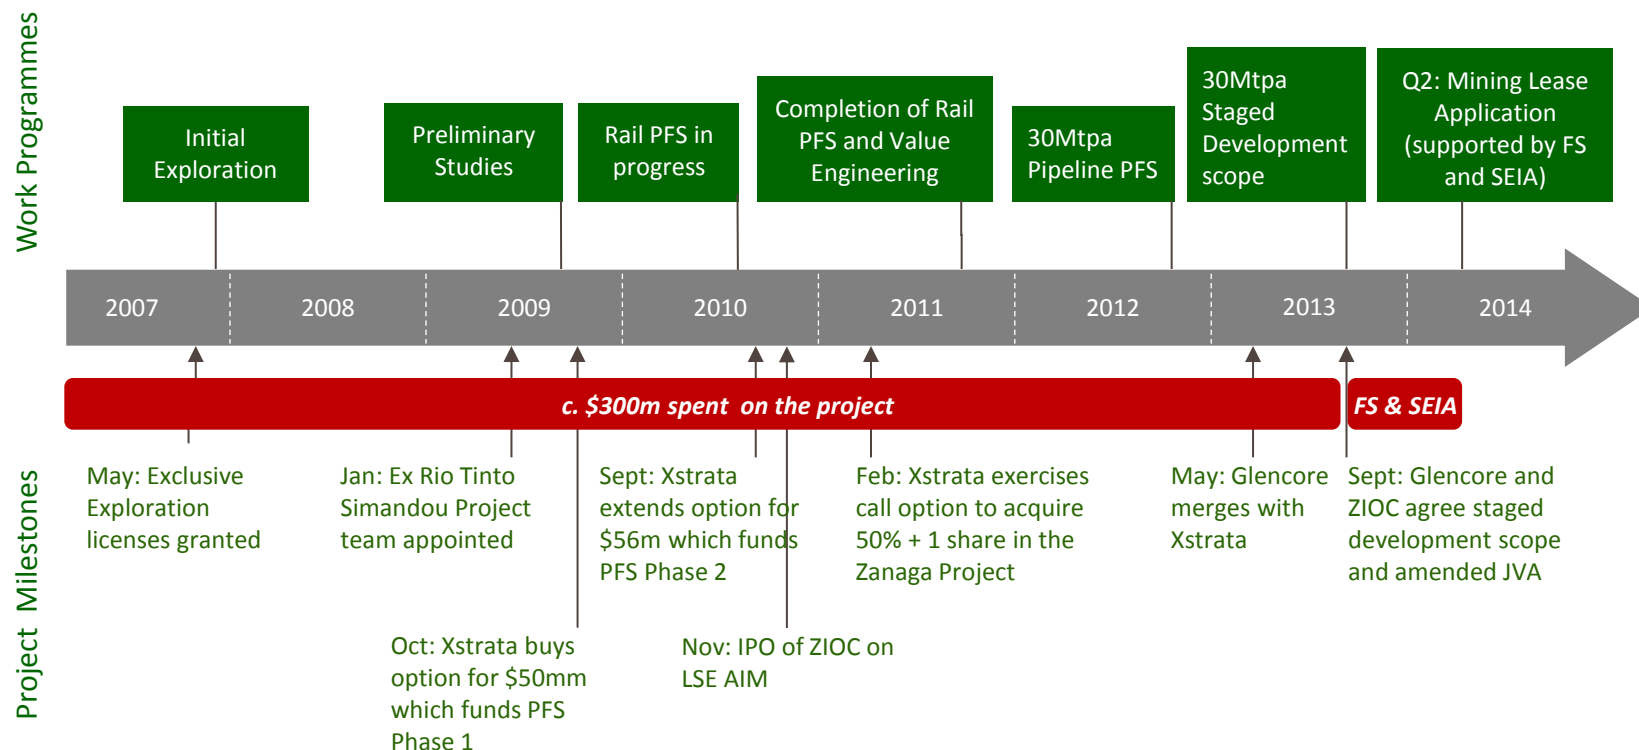 Work Programmes
Initial
Exploration
Preliminary
Studies
Rail PFS in
progress
Completion of Rail
PFS and Value
Engineering
30Mtpa
Pipeline PFS
30Mtpa
Staged
Development
scope
Q2: Mining Lease
Application
(supported by FS
and SEIA)
2007
2008
2009
2010
2011
2012
2013
2014
c. $300m spent on the project
FS & SEIA
Project Milestones
May: Exclusive
Exploration
licenses granted
Jan: Ex Rio Tinto
Simandou Project
team appointed
Oct: Xstrata buys
option for $50mm
which funds PFS
Phase 1
Sept: Xstrata
extends option for
$56m which funds
PFS Phase 2
Nov: IPO of ZIOC on
LSE AIM
Feb: Xstrata exercises
call option to acquire
50% + 1 share in the
Zanaga Project
May: Glencore
merges with
Xstrata
Sept: Glencore and
ZIOC agree staged
development scope
and amended JVA